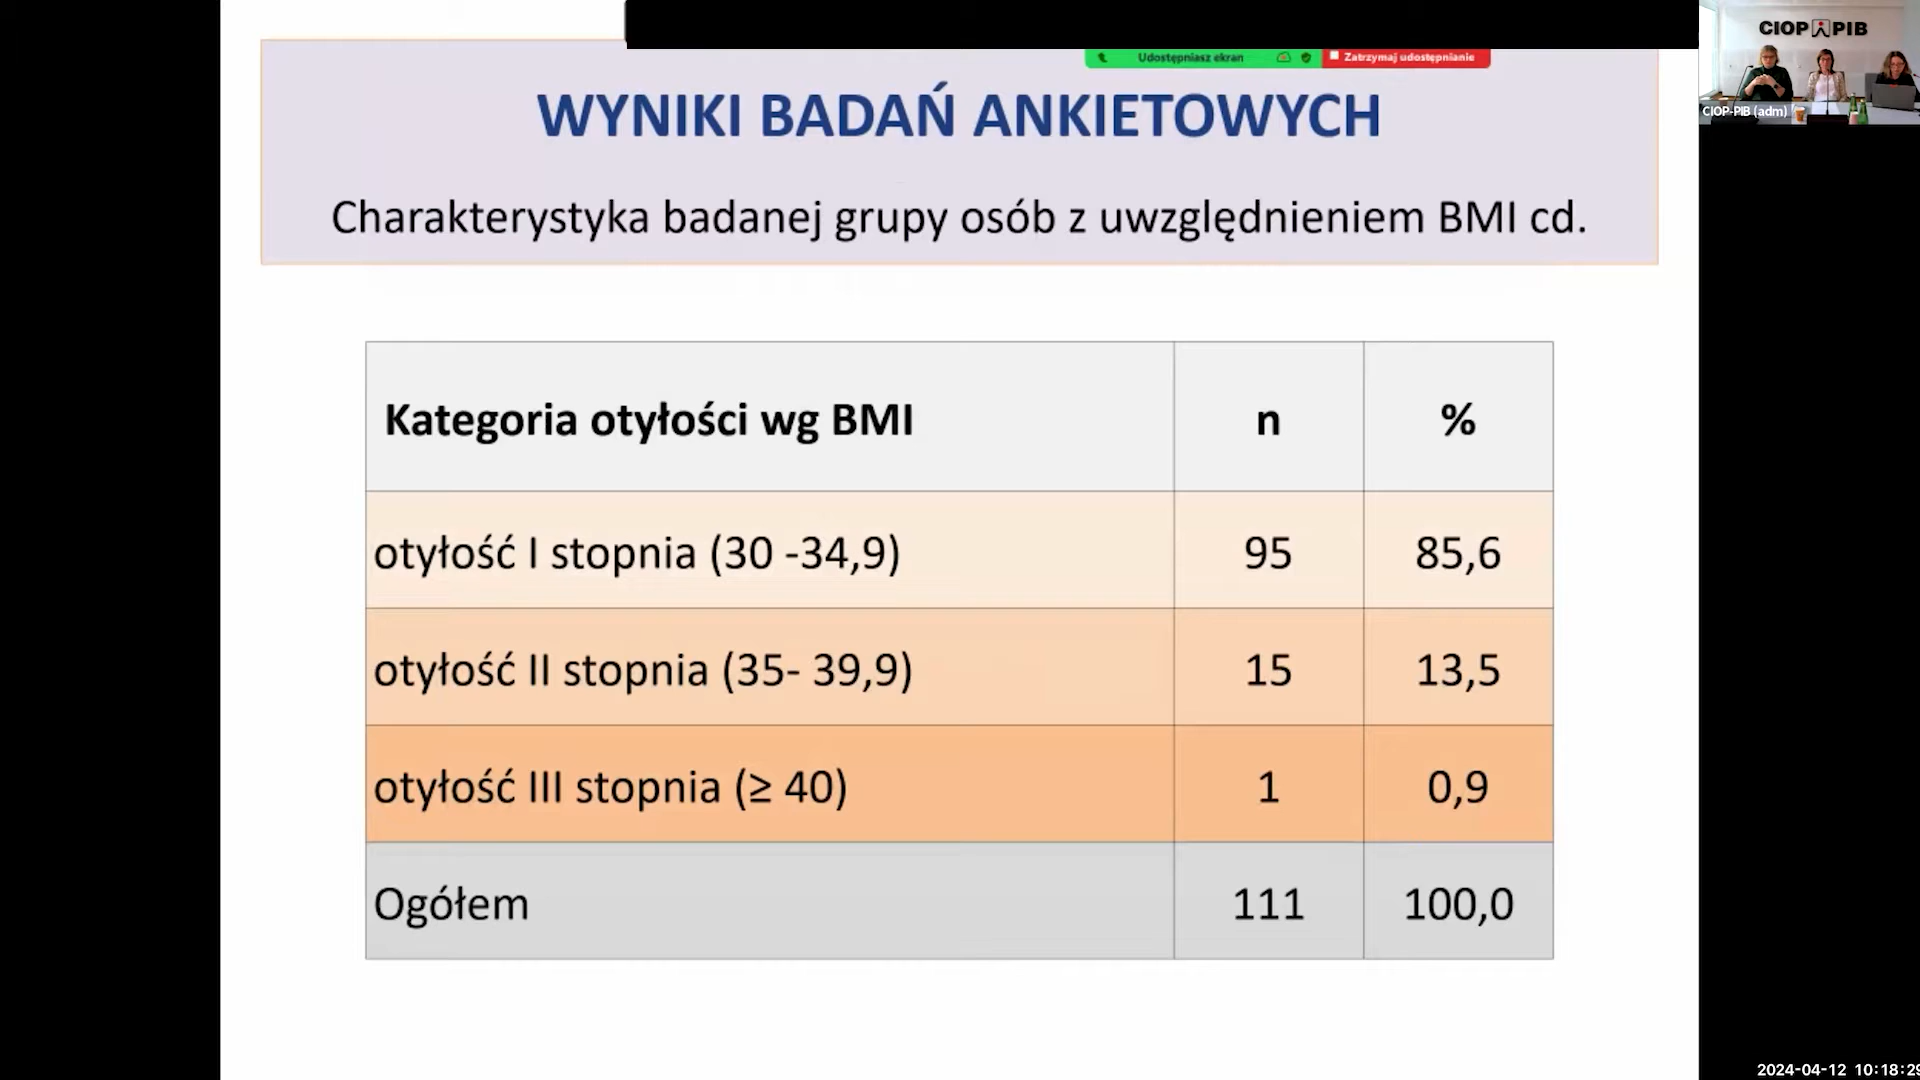 Udostępniasz ekran
Zatrzymaj udostępnianie
CIOP PIB
CIOP-PIB (adm)
WYNIKI BADAŃ ANKIETOWYCH
Charakterystyka badanej grupy osób z uwzględnieniem BMI cd.
Kategoria otyłości wg BMI n %
otyłość I stopnia (30 -34,9) 95 85,6
otyłość II stopnia (35- 39,9) 15 13,5
otyłość III stopnia (≥ 40) 1 0,9
Ogółem 111 100,0
2024-04-12 10:18:29